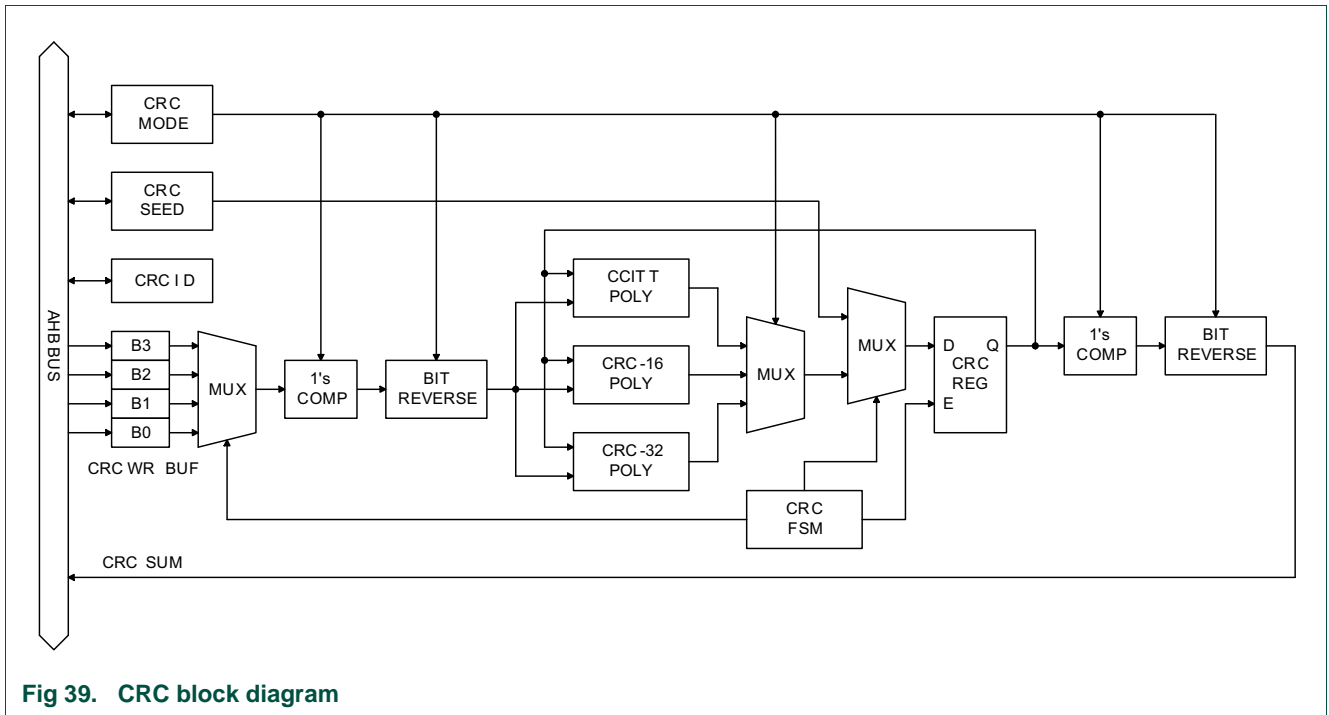 CRC
MODE
CRC
SEED
CRC ID
AHB BUS
B3
B2
B1
B0
CRC WR BUF
MUX
1's
COMP
BIT
REVERSE
CCITT
POLY
CRC-16
POLY
CRC-32
POLY
MUX
MUX
CRC
FSM
D Q
CRC
REG
E
1's
COMP
BIT
REVERSE
CRC SUM
Fig 39. CRC block diagram